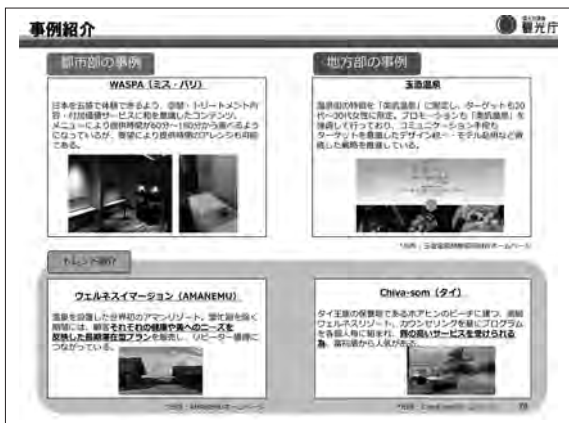 事例紹介
観光庁
都市部の事例
WASPA（ミス・パリ）
日本を五感で体験できるよう、空間・トリートメント内
容・付加価値サービスに和を意識したコンテンツ。
メニューにより提供時間が60分～180分から選べるよう
になっているが、要望により提供時間のアレンジも可能
である。
地方部の事例
玉造温泉
温泉街の特徴を「美肌温泉」に限定し、ターゲットも20
代～30代女性に限定。プロモーションも「美肌温泉」を
強調して行っており、コミュニケーション手段も
ターゲットを意識したデザイン統一・モデル起用など徹
底した戦略を推進している。
トレンド紹介
ウェルネスイマージョン（AMANEMU）
温泉を設置した世界初のアマンリゾート。繁忙期を除く
期間には、顧客それぞれの健康や美へのニーズを
反映した長期滞在型プランを販売し、リピーター獲得に
つながっている。
Chiva-som（タイ）
タイ王室の保養地であるホアヒンのビーチに建つ、高級
ウェルネスリゾート。カウンセリングを基にプログラム
を各個人毎に組まれ、質の高いサービスを受けられる
為、富裕層から人気がある。